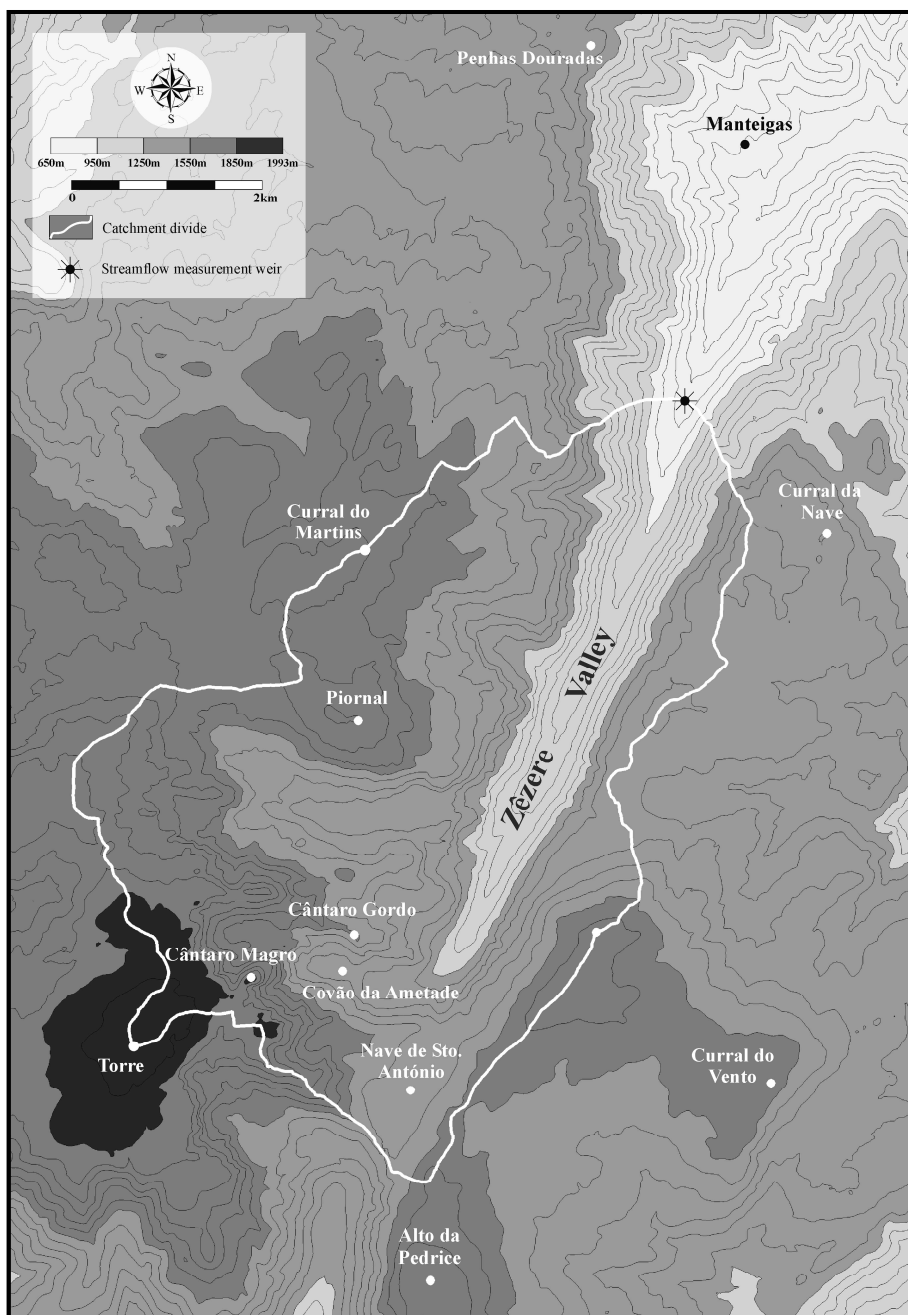 N
W E
S
650m 950m 1250m 1550m 1850m 1993m
0 2km
Catchment divide
Streamflow measurement weir
Penhas Douradas
Manteigas
Curral da
Nave
Curral do
Martins
Piornal
Zêzere Valley
Cântaro Gordo
Cântaro Magro
Covão da Ametade
Torre
Nave de Sto.
António
Curral do
Vento
Alto da
Pedrice